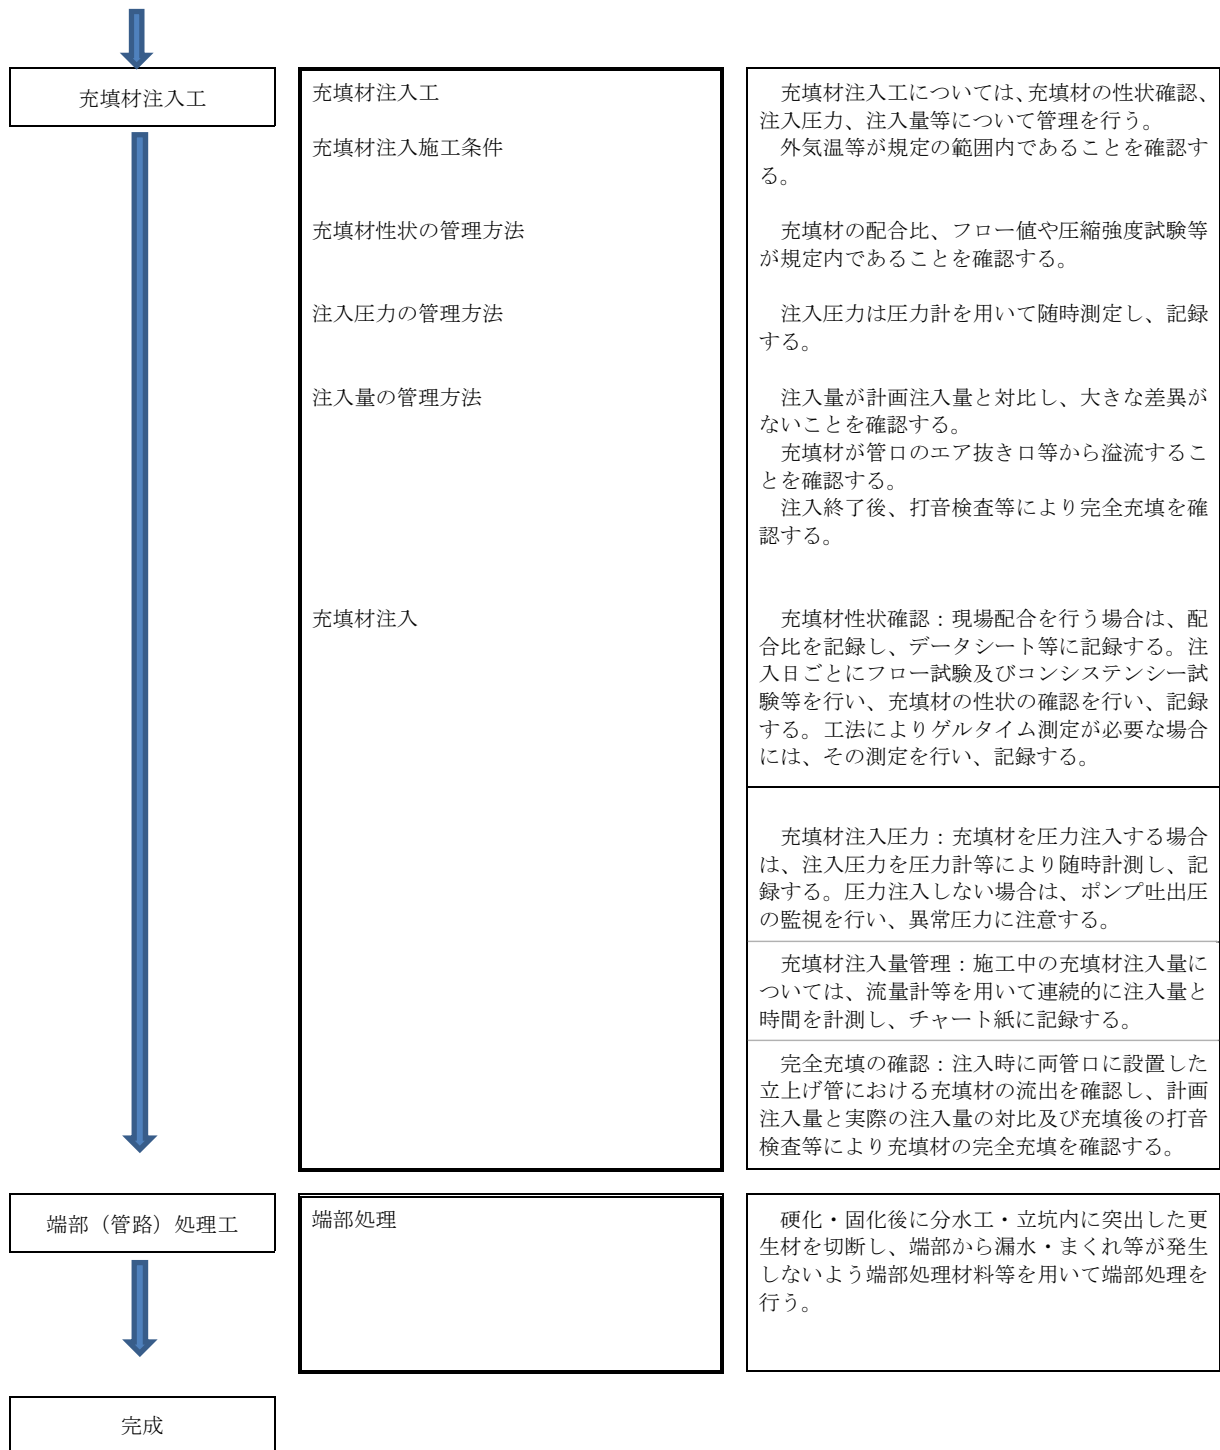 充填材注入工
充填材注入工
充填材注入工については、充填材の性状確認、
注入圧力、注入量等について管理を行う。
充填材注入施工条件
外気温等が規定の範囲内であることを確認す
る。
充填材性状の管理方法
充填材の配合比、フロー値や圧縮強度試験等
が規定内であることを確認する。
注入圧力の管理方法
注入圧力は圧力計を用いて随時測定し、記録
する。
注入量の管理方法
注入量が計画注入量と対比し、大きな差異が
ないことを確認する。
充填材が管口のエア抜き口等から溢流するこ
とを確認する。
注入終了後、打音検査等により完全充填を確
認する。
充填材注入
充填材性状確認：現場配合を行う場合は、配
合比を記録し、データシート等に記録する。注
入日ごとにフロー試験及びコンシステンシー試
験等を行い、充填材の性状の確認を行い、記録
する。工法によりゲルタイム測定が必要な場合
には、その測定を行い、記録する。
充填材注入圧力：充填材を圧力注入する場合
は、注入圧力を圧力計等により随時計測し、記
録する。圧力注入しない場合は、ポンプ吐出圧
の監視を行い、異常圧力に注意する。
充填材注入量管理：施工中の充填材注入量に
ついては、流量計等を用いて連続的に注入量と
時間を計測し、チャート紙に記録する。
完全充填の確認：注入時に両管口に設置した
立上げ管における充填材の流出を確認し、計画
注入量と実際の注入量の対比及び充填後の打音
検査等により充填材の完全充填を確認する。
端部（管路）処理工
端部処理
硬化・固化後に分水工・立坑内に突出した更
生材を切断し、端部から漏水・まくれ等が発生
しないよう端部処理材料等を用いて端部処理を
行う。
完成